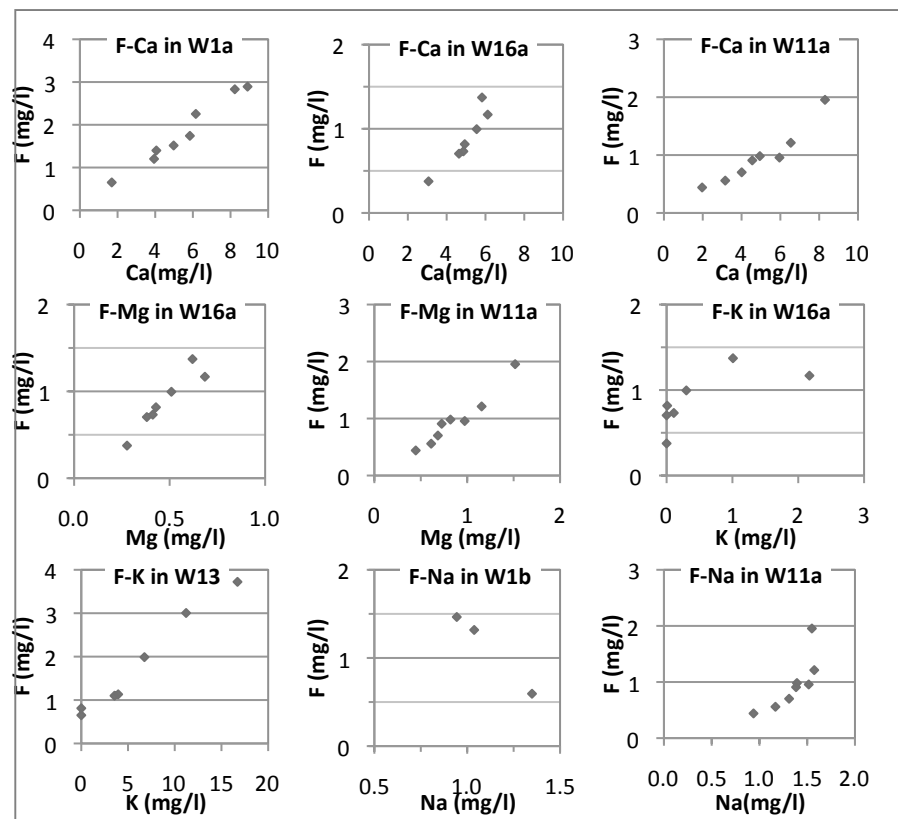 F-Ca in W1a
F (mg/l)
4
3
2
1
0
0 2 4 6 8 10
Ca(mg/l)
F-Ca in W16a
F (mg/l)
2
1
0
0 2 4 6 8 10
Ca(mg/l)
F-Ca in W11a
F (mg/l)
3
2
1
0
0 2 4 6 8 10
Ca (mg/l)
F-Mg in W16a
F (mg/l)
2
1
0
0.0 0.5 1.0
Mg (mg/l)
F-Mg in W11a
F (mg/l)
3
2
1
0
0 1 2
Mg (mg/l)
F-K in W16a
F (mg/l)
2
1
0
0 1 2 3
K (mg/l)
F-K in W13
F (mg/l)
4
3
2
1
0
0 5 10 15 20
K (mg/l)
F-Na in W1b
F (mg/l)
2
1
0
0.5 1.0 1.5
Na (mg/l)
F-Na in W11a
F (mg/l)
3
2
1
0
0.0 0.5 1.0 1.5 2.0
Na(mg/l)